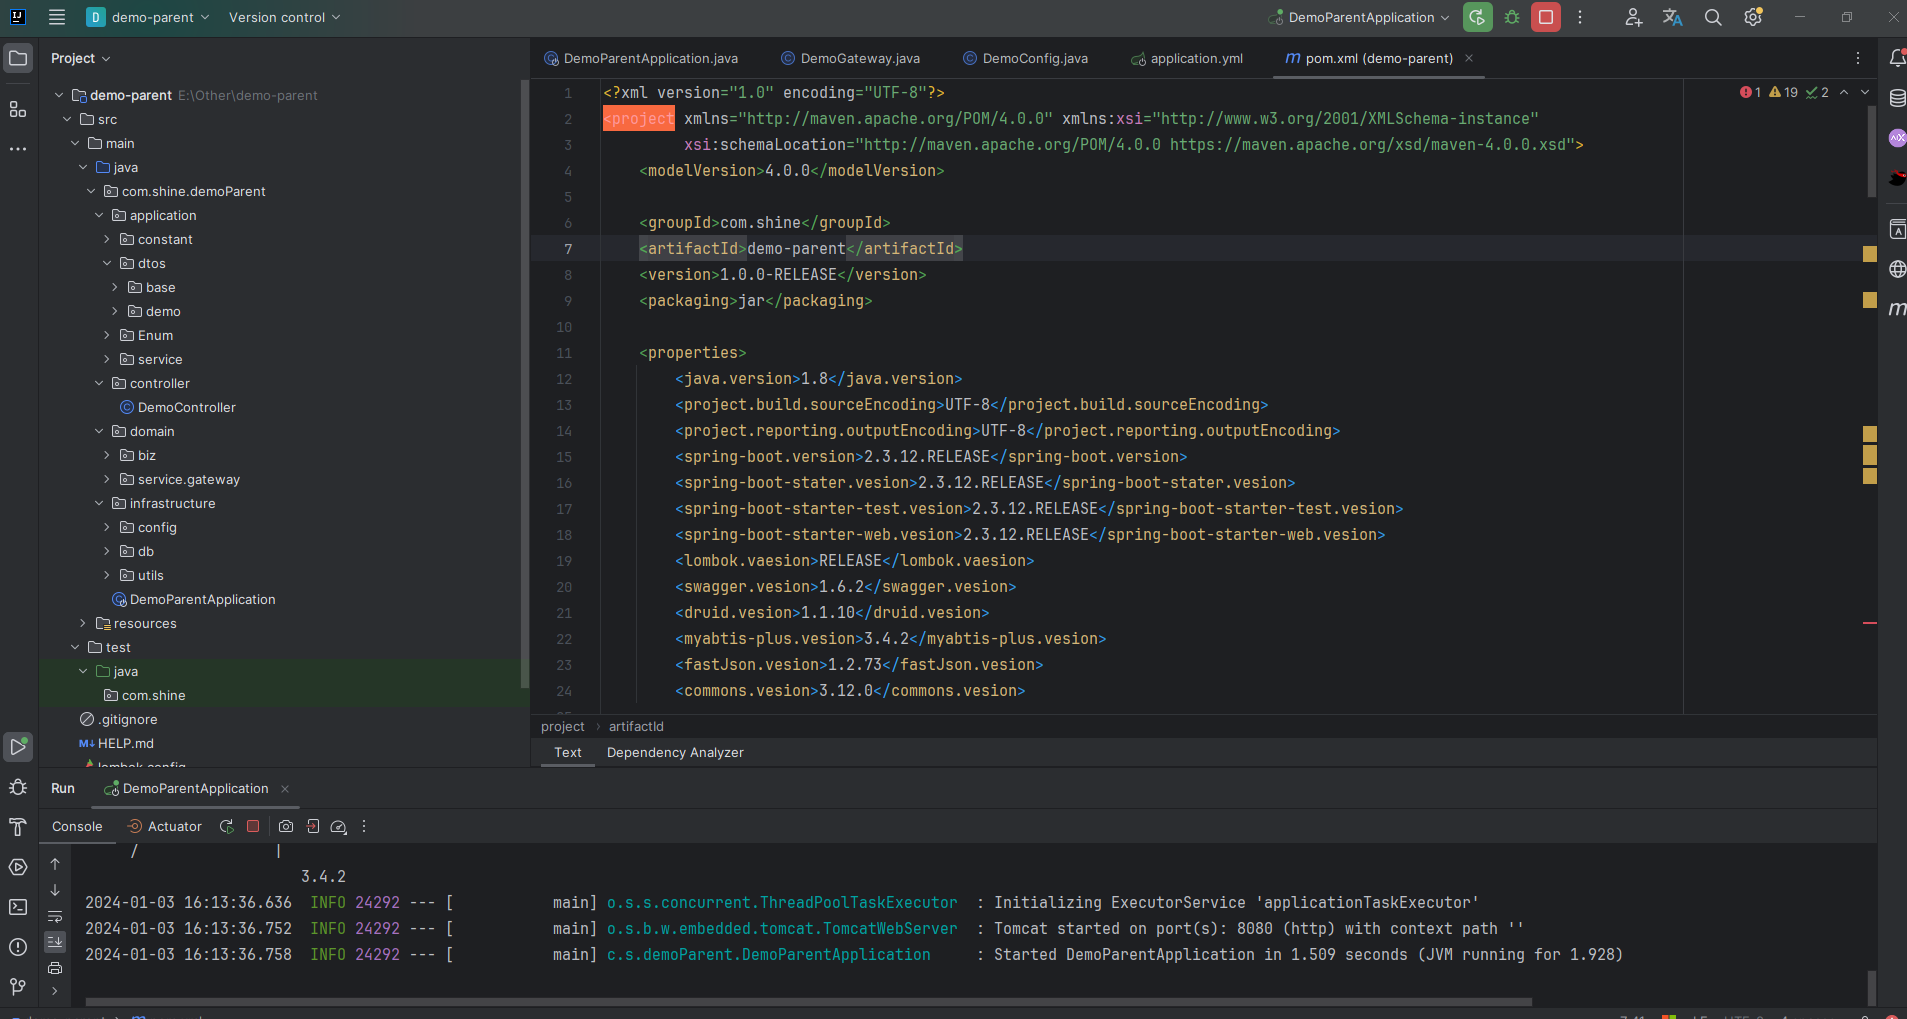 D demo-parent Version control DemoParentApplication
Project
DemoParentApplication.java DemoGateway.java DemoConfig.java application.yml m pom.xml (demo-parent)
demo-parent E:\Other\demo-parent
src
main
java
com.shine.demoParent
application
constant
dtos
base
demo
Enum
service
controller
DemoController
domain
biz
service.gateway
infrastructure
config
db
utils
DemoParentApplication
resources
test
java
com.shine
.gitignore
M↓ HELP.md
lombok.config
1 <?xml version="1.0" encoding="UTF-8"?>
1 19 2
2 <project xmlns="http://maven.apache.org/POM/4.0.0" xmlns:xsi="http://www.w3.org/2001/XMLSchema-instance"
3 xsi:schemaLocation="http://maven.apache.org/POM/4.0.0 https://maven.apache.org/xsd/maven-4.0.0.xsd">
4 <modelVersion>4.0.0</modelVersion>
5
6 <groupId>com.shine</groupId>
7 <artifactId>demo-parent</artifactId>
8 <version>1.0.0-RELEASE</version>
9 <packaging>jar</packaging>
10
11 <properties>
12 <java.version>1.8</java.version>
13 <project.build.sourceEncoding>UTF-8</project.build.sourceEncoding>
14 <project.reporting.outputEncoding>UTF-8</project.reporting.outputEncoding>
15 <spring-boot.version>2.3.12.RELEASE</spring-boot.version>
16 <spring-boot-stater.vesion>2.3.12.RELEASE</spring-boot-stater.vesion>
17 <spring-boot-starter-test.vesion>2.3.12.RELEASE</spring-boot-starter-test.vesion>
18 <spring-boot-starter-web.vesion>2.3.12.RELEASE</spring-boot-starter-web.vesion>
19 <lombok.vaesion>RELEASE</lombok.vaesion>
20 <swagger.vesion>1.6.2</swagger.vesion>
21 <druid.vesion>1.1.10</druid.vesion>
22 <myabtis-plus.vesion>3.4.2</myabtis-plus.vesion>
23 <fastJson.vesion>1.2.73</fastJson.vesion>
24 <commons.vesion>3.12.0</commons.vesion>
project › artifactId
Text Dependency Analyzer
Run DemoParentApplication
Console Actuator
/ |
3.4.2
2024-01-03 16:13:36.636 INFO 24292 --- [ main] o.s.s.concurrent.ThreadPoolTaskExecutor : Initializing ExecutorService 'applicationTaskExecutor'
2024-01-03 16:13:36.752 INFO 24292 --- [ main] o.s.b.w.embedded.tomcat.TomcatWebServer : Tomcat started on port(s): 8080 (http) with context path ''
2024-01-03 16:13:36.758 INFO 24292 --- [ main] c.s.demoParent.DemoParentApplication : Started DemoParentApplication in 1.509 seconds (JVM running for 1.928)